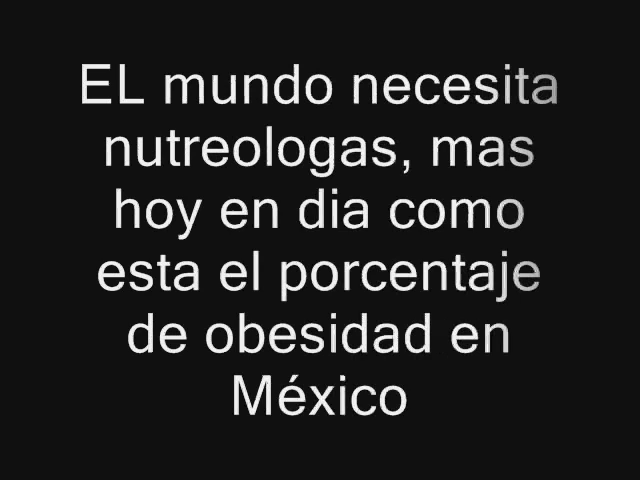 EL mundo necesita
nutreologas, mas
hoy en dia como
esta el porcentaje
de obesidad en
México